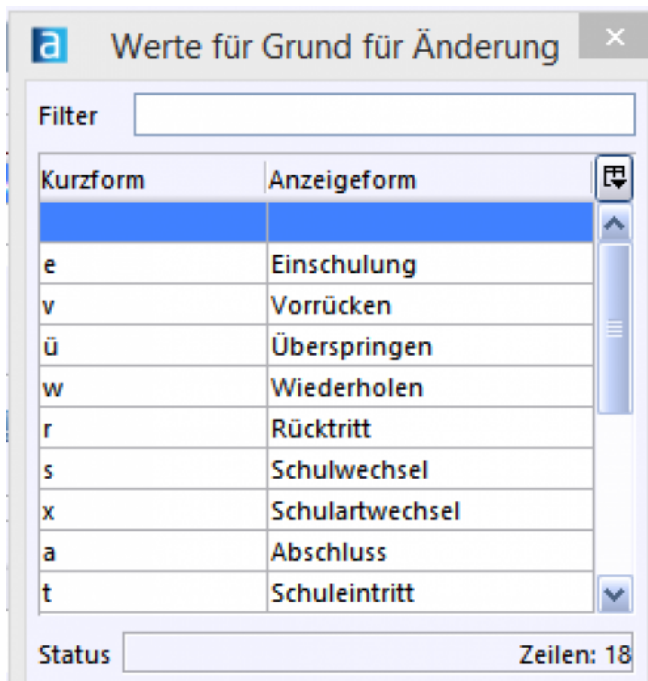 a Werte für Grund für Änderung
Filter
Kurzform Anzeigeform
e Einschulung
v Vorrücken
ü Überspringen
w Wiederholen
r Rücktritt
s Schulwechsel
x Schulartwechsel
a Abschluss
t Schuleintritt
Status Zeilen: 18